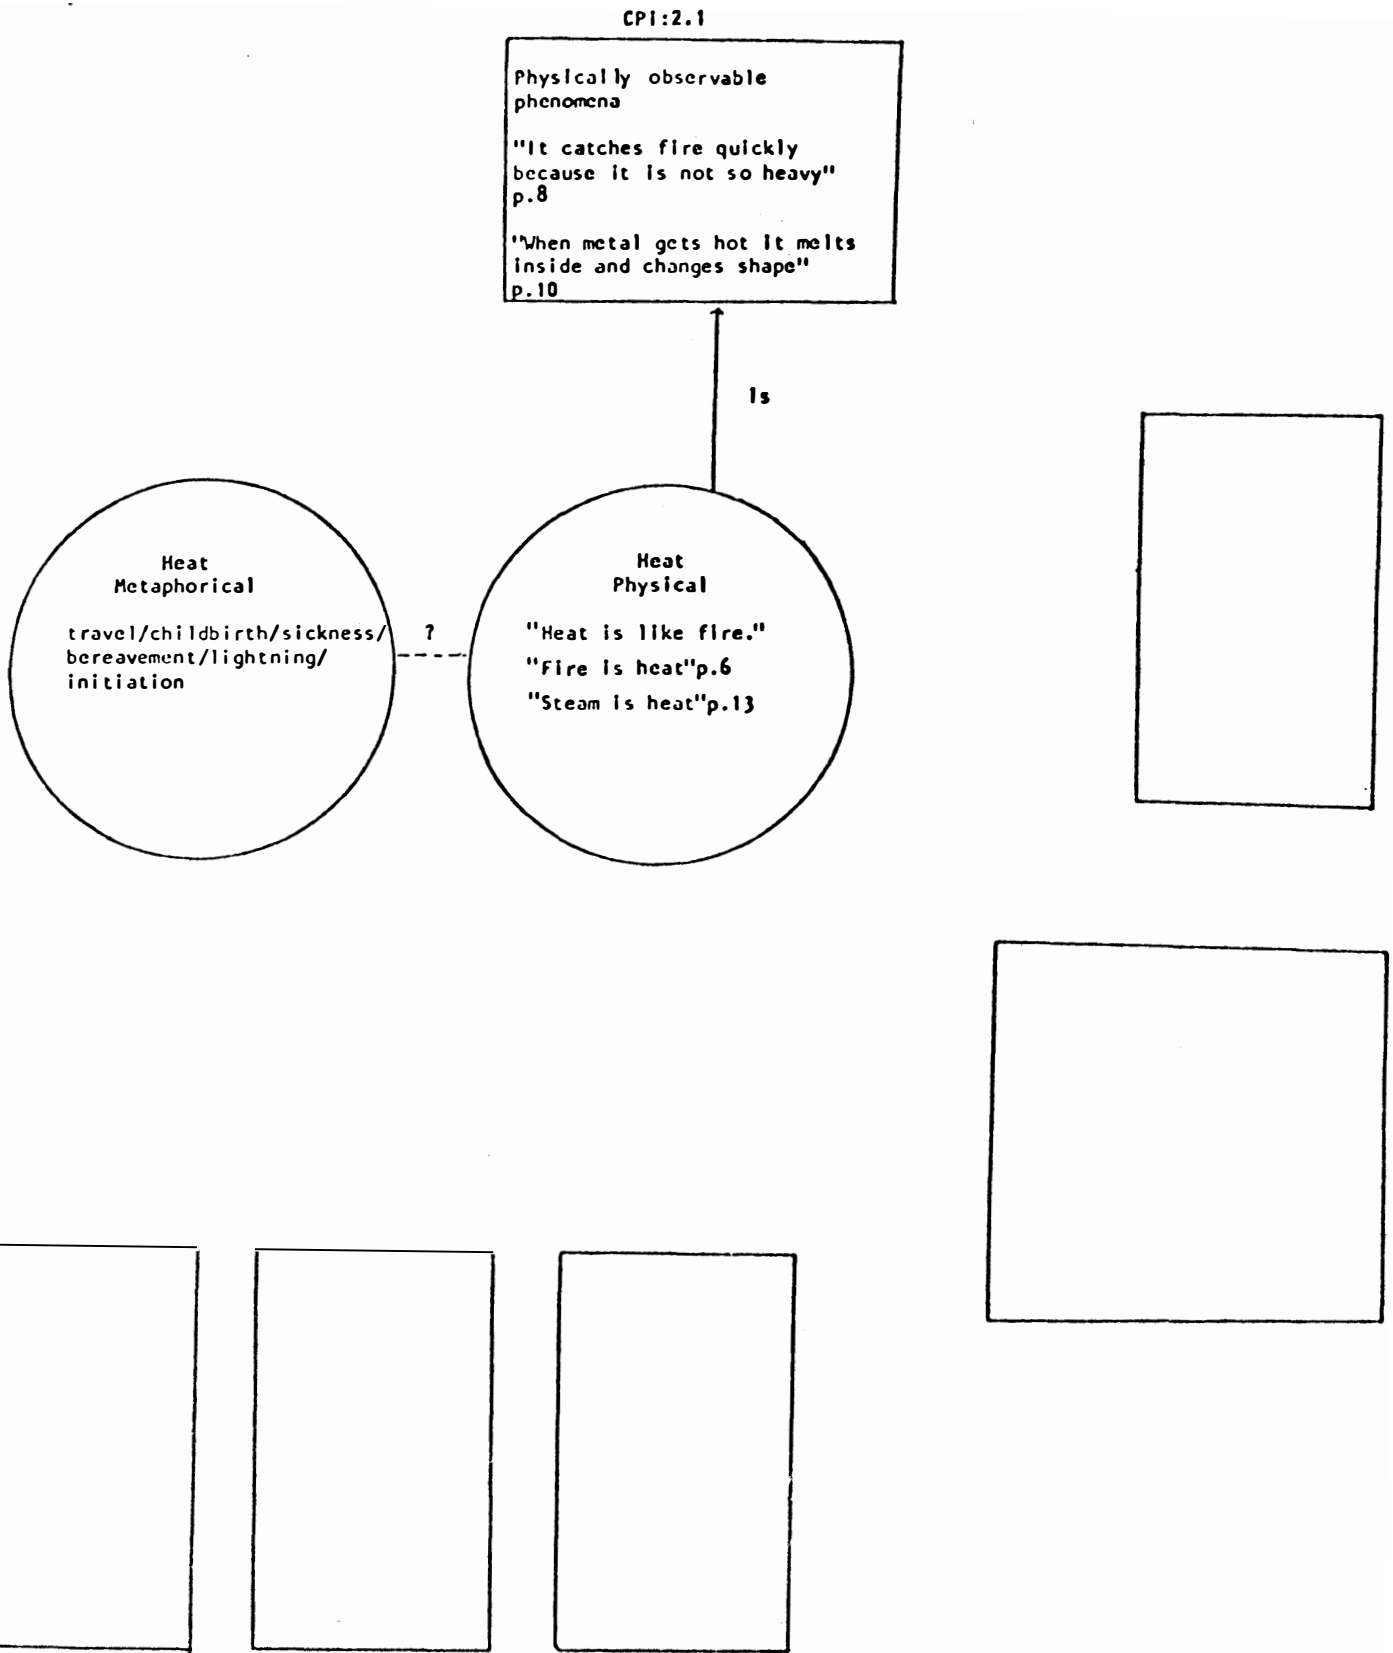 CPI:2.1
Physically observable
phenomena
"It catches fire quickly
because it is not so heavy"
p.8
"When metal gets hot it melts
inside and changes shape"
p.10
Is
Heat
Metaphorical
travel/childbirth/sickness/
bereavement/lightning/
initiation
?
Heat
Physical
"Heat is like fire."
"Fire is heat"p.6
"Steam is heat"p.13